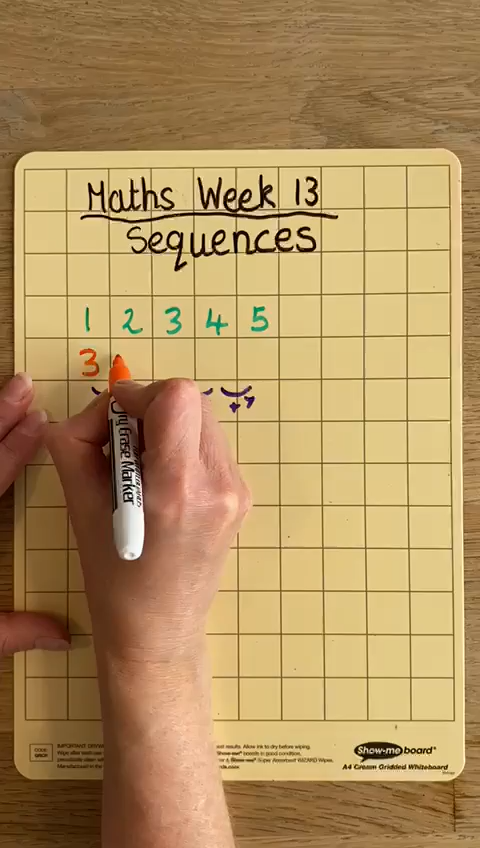 Maths Week 13
Sequences
1 2 3 4 5
3
+7
Dry Erase Marker
Show-me board
A4 Cream Gridded Whiteboard